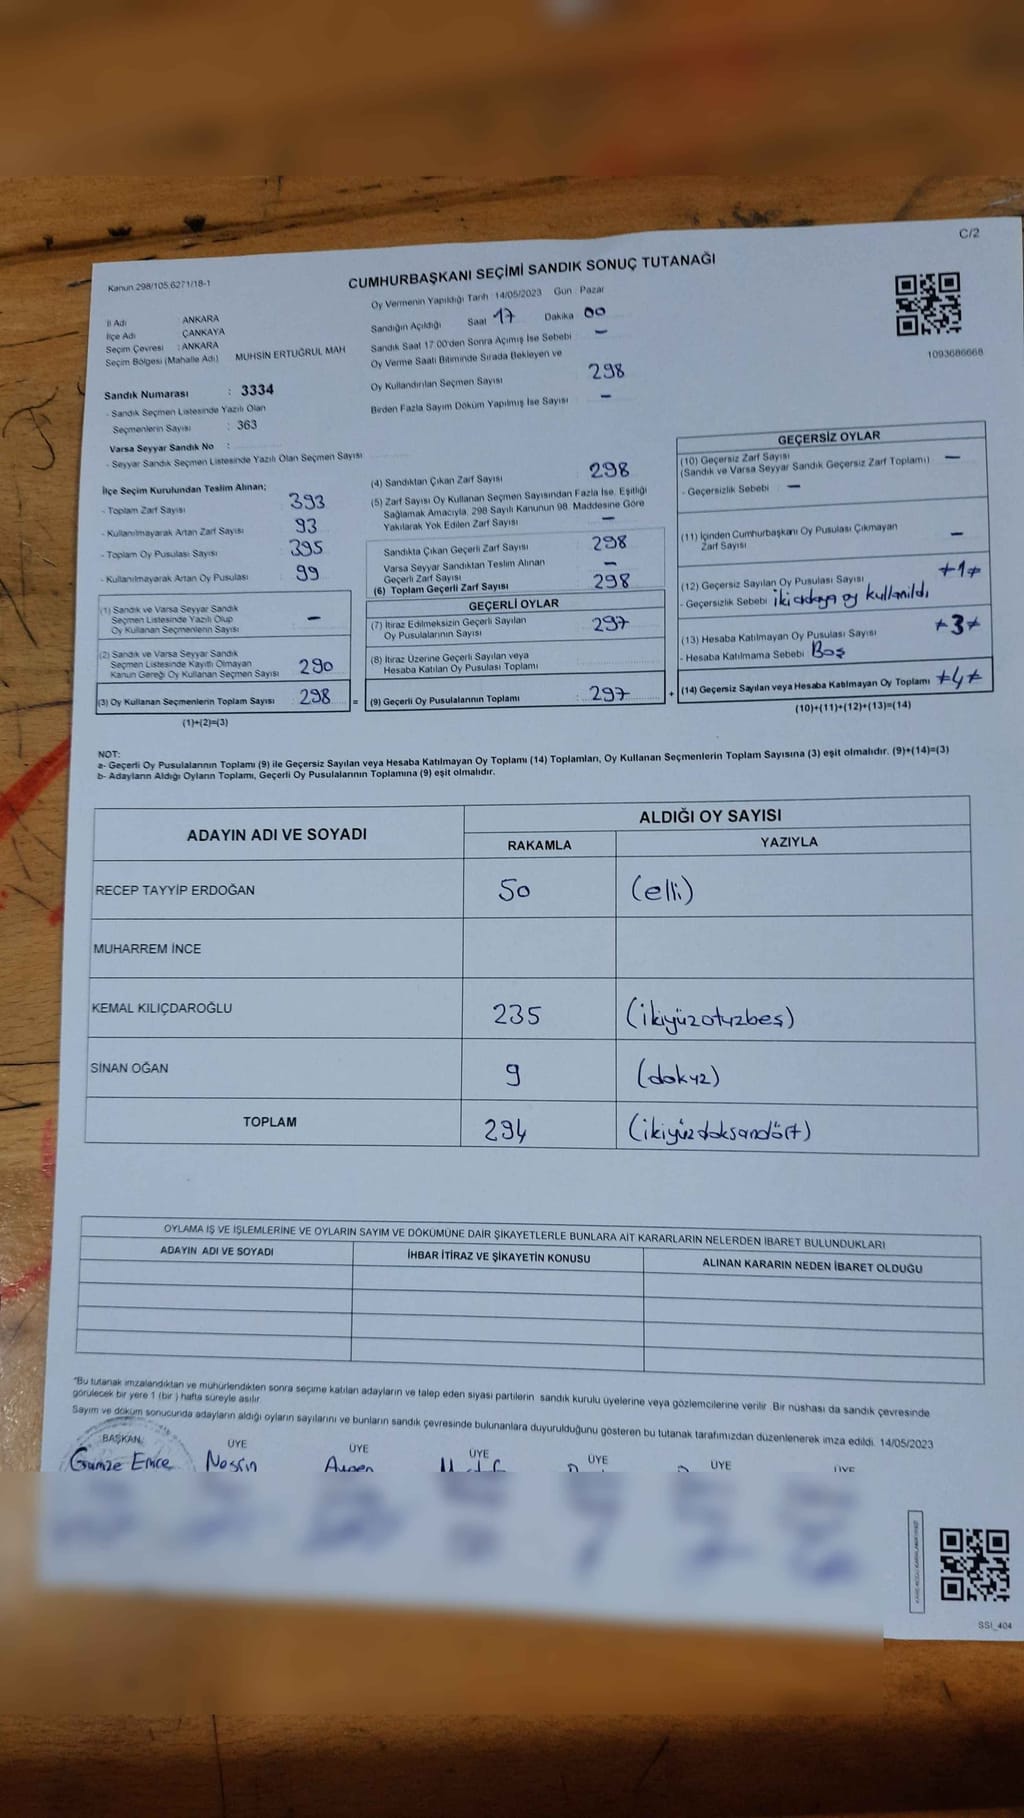 C/2
Kanun.298/105,6271/18-1
CUMHURBAŞKANI SEÇİMİ SANDIK SONUÇ TUTANAĞI
Oy Vermenin Yapıldığı Tarih :14/05/2023 Gün : Pazar
İl Adı : ANKARA
İlçe Adı : ÇANKAYA
Seçim Çevresi : ANKARA
Seçim Bölgesi (Mahalle Adı) MUHSİN ERTUĞRUL MAH
Sandık Numarası : 3334
- Sandık Seçmen Listesinde Yazılı Olan
Seçmenlerin Sayısı : 363
Varsa Seyyar Sandık No :
- Seyyar Sandık Seçmen Listesinde Yazılı Olan Seçmen Sayısı
Sandığın Açıldığı Saat 17 Dakika 00
Sandık Saat 17:00'den Sonra Açımış İse Sebebi —
Oy Verme Saati Bitiminde Sırada Bekleyen ve
Oy Kullandırılan Seçmen Sayısı 298
Birden Fazla Sayım Döküm Yapılmış İse Sayısı —
1093686668
İlçe Seçim Kurulundan Teslim Alınan;
- Toplam Zarf Sayısı : 393
- Kullanılmayarak Artan Zarf Sayısı : 93
- Toplam Oy Pusulası Sayısı : 395
- Kullanılmayarak Artan Oy Pusulası : 99
(1) Sandık ve Varsa Seyyar Sandık
Seçmen Listesinde Yazılı Olup
Oy Kullanan Seçmenlerin Sayısı —
(2) Sandık ve Varsa Seyyar Sandık
Seçmen Listesinde Kayıtlı Olmayan
Kanun Gereği Oy Kullanan Seçmen Sayısı 290
(3) Oy Kullanan Seçmenlerin Toplam Sayısı : 298 =
(1)+(2)=(3)
(4) Sandıktan Çıkan Zarf Sayısı : 298
(5) Zarf Sayısı Oy Kullanan Seçmen Sayısından Fazla İse, Eşitliği
Sağlamak Amacıyla, 298 Sayılı Kanunun 98. Maddesine Göre
Yakılarak Yok Edilen Zarf Sayısı : —
Sandıkta Çıkan Geçerli Zarf Sayısı : 298
Varsa Seyyar Sandıktan Teslim Alınan
Geçerli Zarf Sayısı —
(6) Toplam Geçerli Zarf Sayısı : 298
GEÇERLİ OYLAR
(7) İtiraz Edilmeksizin Geçerli Sayılan
Oy Pusulalarının Sayısı 297
(8) İtiraz Üzerine Geçerli Sayılan veya
Hesaba Katılan Oy Pusulası Toplamı
(9) Geçerli Oy Pusulalarının Toplamı : 297 +
GEÇERSİZ OYLAR
(10) Geçersiz Zarf Sayısı
(Sandık ve Varsa Seyyar Sandık Geçersiz Zarf Toplamı) —
- Geçersizlik Sebebi : —
(11) İçinden Cumhurbaşkanı Oy Pusulası Çıkmayan
Zarf Sayısı —
(12) Geçersiz Sayılan Oy Pusulası Sayısı ≠1≠
- Geçersizlik Sebebi iki adaya oy kullanıldı
(13) Hesaba Katılmayan Oy Pusulası Sayısı ≠3≠
- Hesaba Katılmama Sebebi : Boş
(14) Geçersiz Sayılan veya Hesaba Katılmayan Oy Toplamı ≠4≠
(10)+(11)+(12)+(13)=(14)
NOT:
a- Geçerli Oy Pusulalarının Toplamı (9) ile Geçersiz Sayılan veya Hesaba Katılmayan Oy Toplamı (14) Toplamları, Oy Kullanan Seçmenlerin Toplam Sayısına (3) eşit olmalıdır. (9)+(14)=(3)
b- Adayların Aldığı Oyların Toplamı, Geçerli Oy Pusulalarının Toplamına (9) eşit olmalıdır.
ADAYIN ADI VE SOYADI ALDIĞI OY SAYISI
RAKAMLA YAZIYLA
RECEP TAYYİP ERDOĞAN 50 (elli)
MUHARREM İNCE
KEMAL KILIÇDAROĞLU 235 (ikiyüzotuzbeş)
SİNAN OĞAN 9 (dokuz)
TOPLAM 294 (ikiyüzdoksandört)
OYLAMA İŞ VE İŞLEMLERİNE VE OYLARIN SAYIM VE DÖKÜMÜNE DAİR ŞİKAYETLERLE BUNLARA AİT KARARLARIN NELERDEN İBARET BULUNDUKLARI
ADAYIN ADI VE SOYADI İHBAR İTİRAZ VE ŞİKAYETİN KONUSU ALINAN KARARIN NEDEN İBARET OLDUĞU
"Bu tutanak imzalandıktan ve mühürlendikten sonra seçime katılan adayların ve talep eden siyasi partilerin sandık kurulu üyelerine veya gözlemcilerine verilir. Bir nüshası da sandık çevresinde
görülecek bir yere 1 (bir ) hafta süreyle asılır.
Sayım ve döküm sonucunda adayların aldığı oyların sayılarını ve bunların sandık çevresinde bulunanlara duyurulduğunu gösteren bu tutanak tarafımızdan düzenlenerek imza edildi. 14/05/2023
BAŞKAN ÜYE ÜYE ÜYE ÜYE ÜYE ÜYE
Gamze Emice
SSI_404